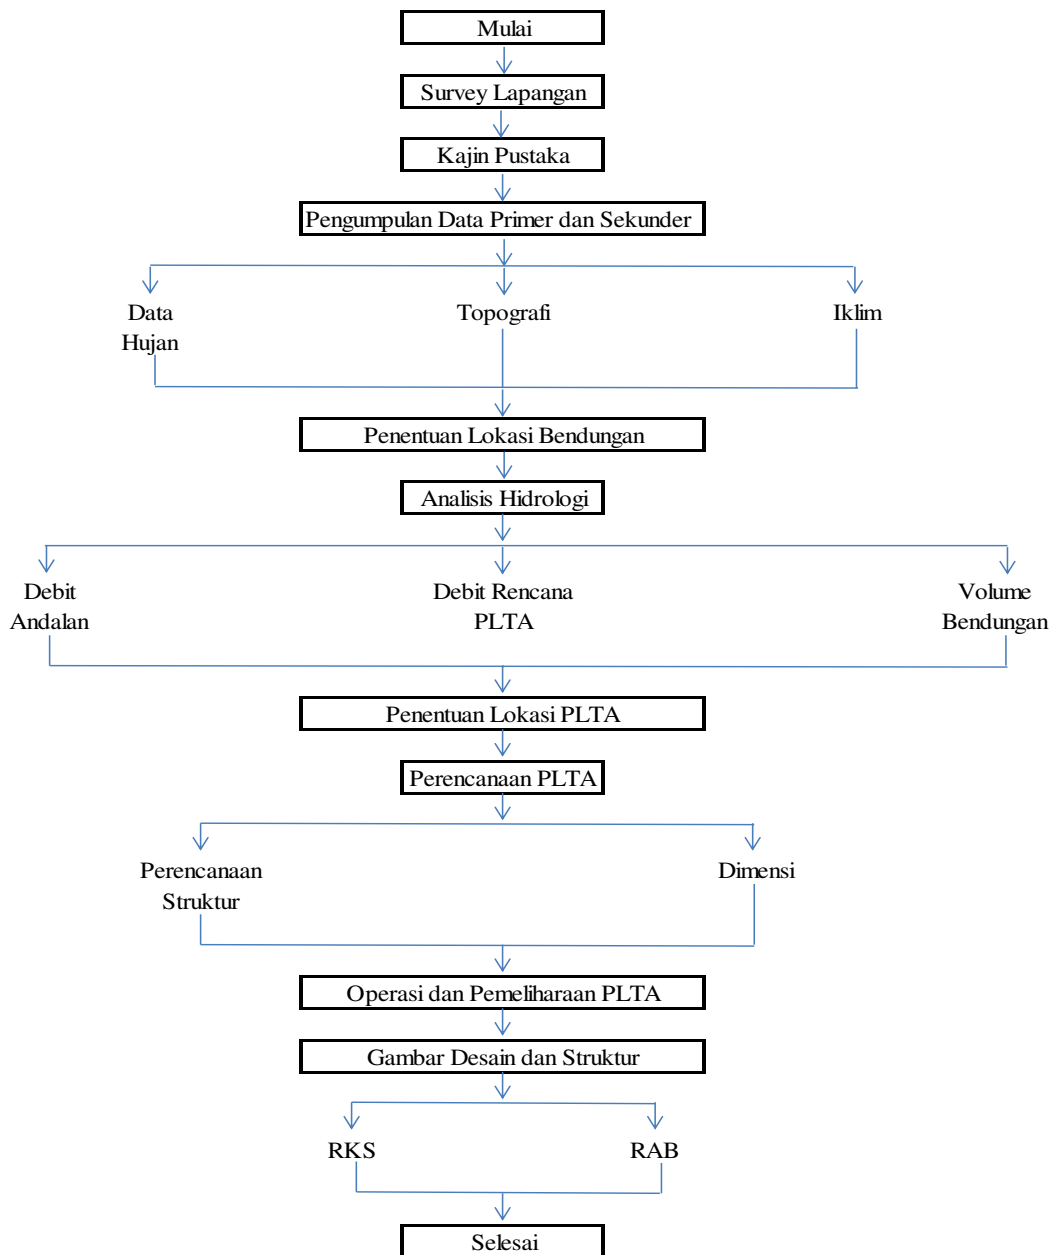 Mulai
Survey Lapangan
Kajin Pustaka
Pengumpulan Data Primer dan Sekunder
Data
Hujan
Topografi
Iklim
Penentuan Lokasi Bendungan
Analisis Hidrologi
Debit
Andalan
Debit Rencana
PLTA
Volume
Bendungan
Penentuan Lokasi PLTA
Perencanaan PLTA
Perencanaan
Struktur
Dimensi
Operasi dan Pemeliharaan PLTA
Gambar Desain dan Struktur
RKS
RAB
Selesai